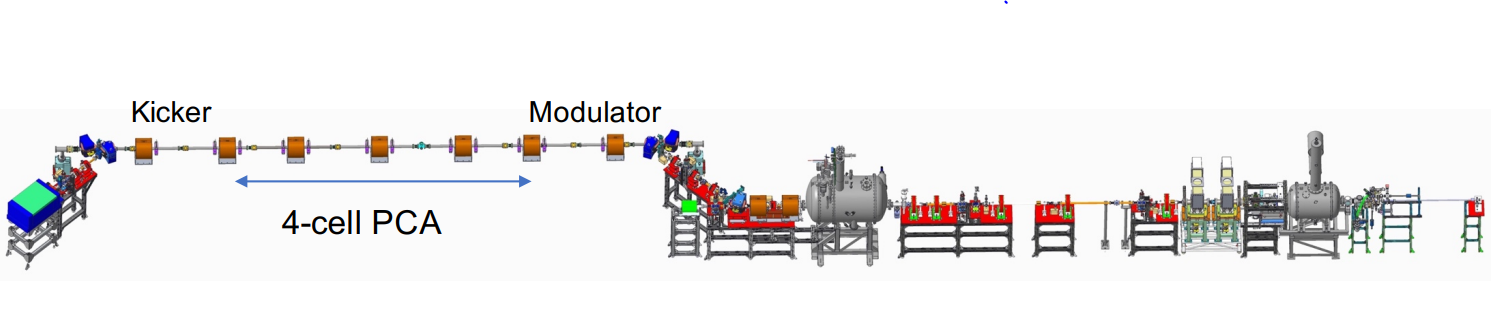 Kicker
Modulator
4-cell PCA